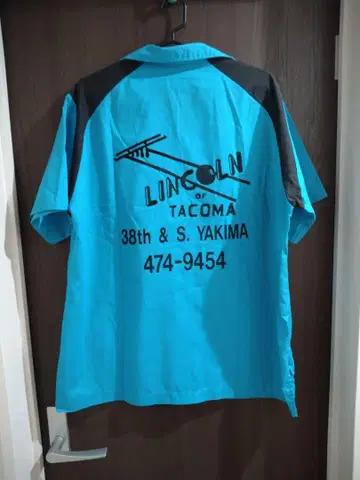 LINCOLN
OF
TACOMA
38th & S. YAKIMA
474-9454